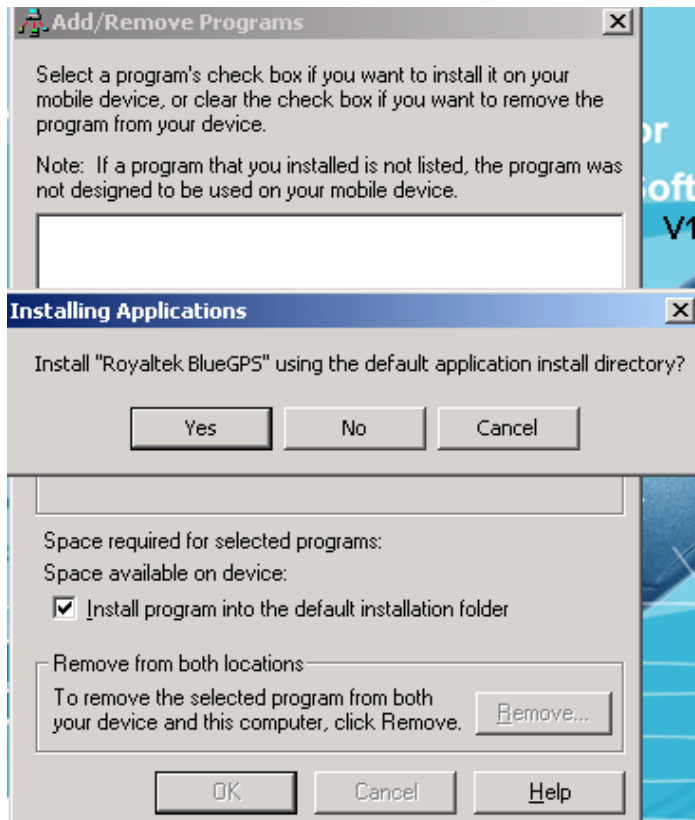 Add/Remove Programs
Select a program's check box if you want to install it on your
mobile device, or clear the check box if you want to remove the
program from your device.
Note: If a program that you installed is not listed, the program was
not designed to be used on your mobile device.
or
oft
V1
Installing Applications
Install "Royaltek BlueGPS" using the default application install directory?
Yes No Cancel
Space required for selected programs:
Space available on device:
Install program into the default installation folder
Remove from both locations
To remove the selected program from both
your device and this computer, click Remove.
Remove...
OK Cancel Help